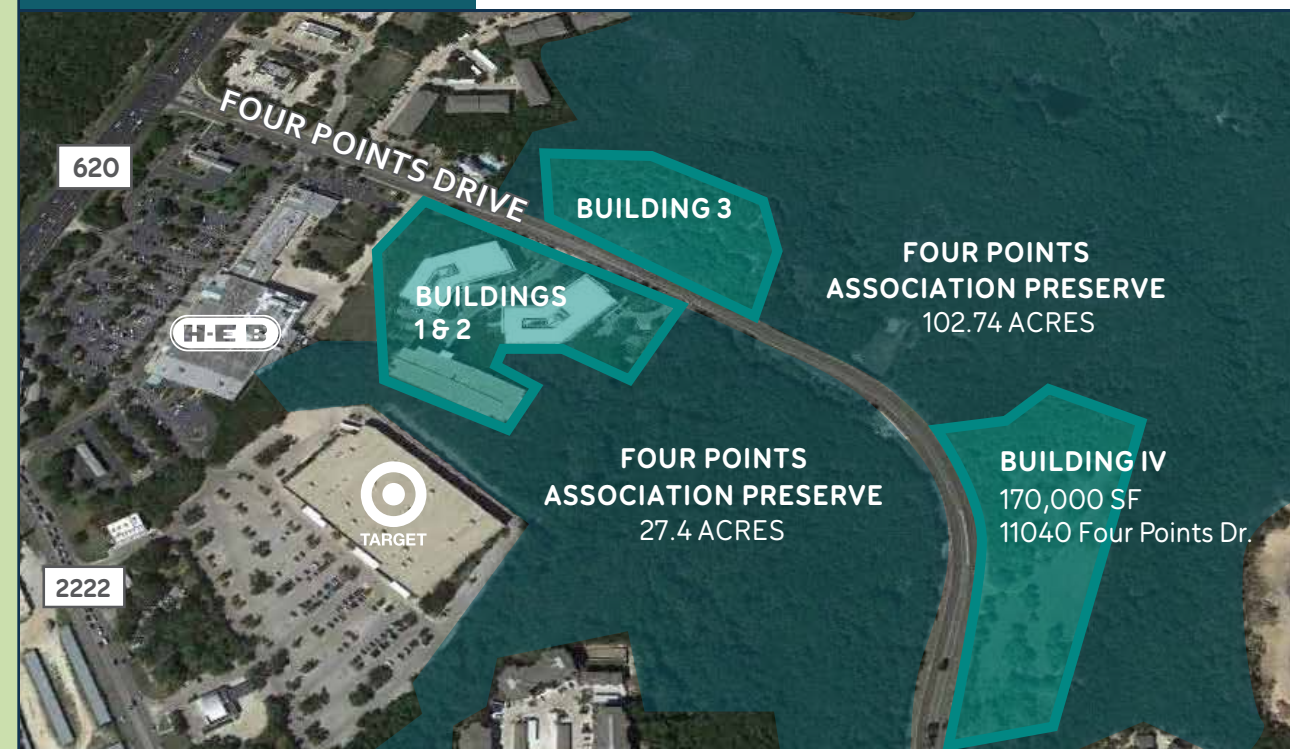 FOUR POINTS DRIVE
620
BUILDING 3
FOUR POINTS
ASSOCIATION PRESERVE
102.74 ACRES
BUILDINGS
1 & 2
H-E-B
FOUR POINTS
ASSOCIATION PRESERVE
27.4 ACRES
BUILDING IV
170,000 SF
11040 Four Points Dr.
TARGET
2222